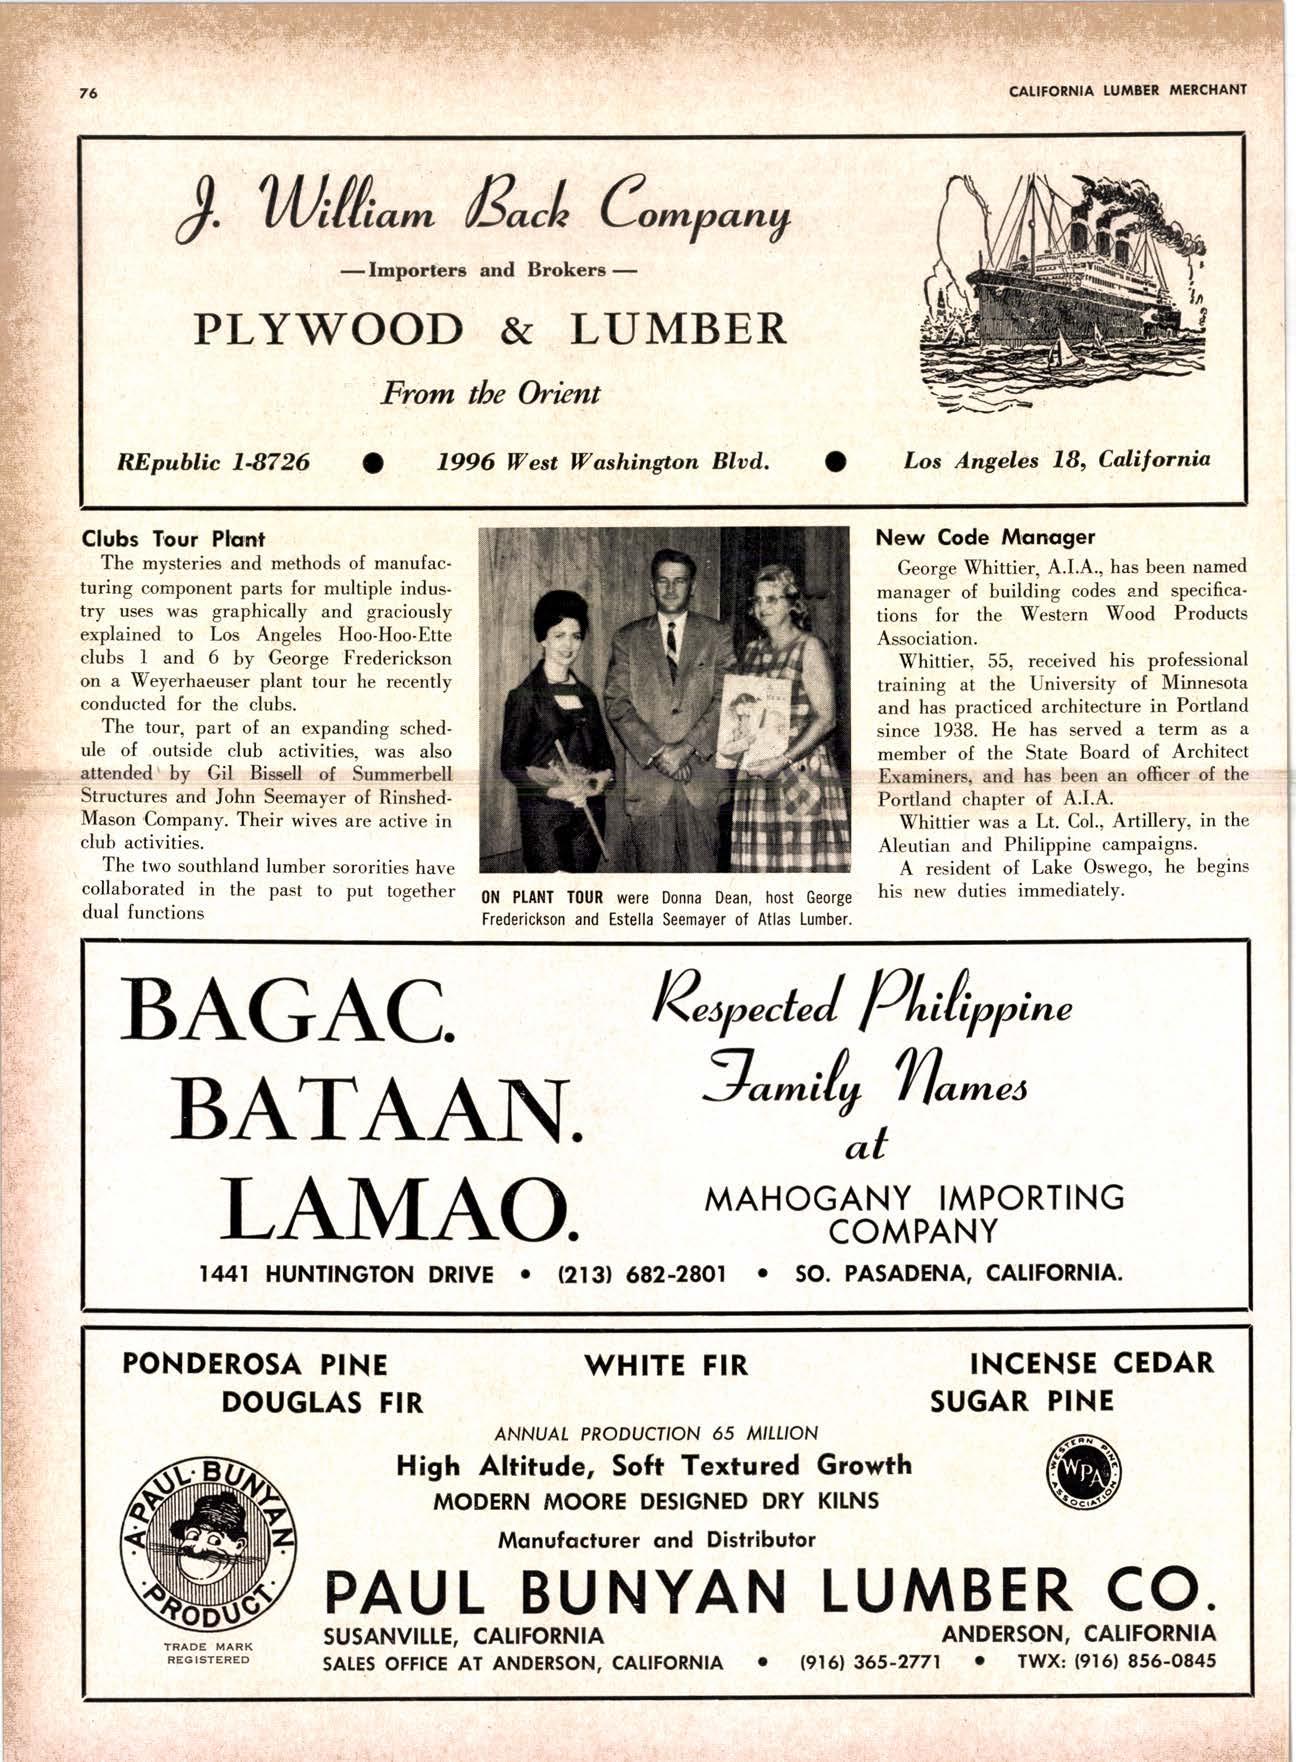 76
CALIFORNIA LUMBER MERCHANT
J. William Back Company
—Importers and Brokers—
PLYWOOD & LUMBER
From the Orient
REpublic 1-8726 ● 1996 West Washington Blvd. ● Los Angeles 18, California
Clubs Tour Plant
The mysteries and methods of manufac-
turing component parts for multiple indus-
try uses was graphically and graciously
explained to Los Angeles Hoo-Hoo-Ette
clubs 1 and 6 by George Frederickson
on a Weyerhaeuser plant tour he recently
conducted for the clubs.
The tour, part of an expanding sched-
ule of outside club activities, was also
attended by Gil Bissell of Summerbell
Structures and John Seemayer of Rinshed-
Mason Company. Their wives are active in
club activities.
The two southland lumber sororities have
collaborated in the past to put together
dual functions
ON PLANT TOUR were Donna Dean, host George
Frederickson and Estella Seemayer of Atlas Lumber.
New Code Manager
George Whittier, A.I.A., has been named
manager of building codes and specifica-
tions for the Western Wood Products
Association.
Whittier, 55, received his professional
training at the University of Minnesota
and has practiced architecture in Portland
since 1938. He has served a term as a
member of the State Board of Architect
Examiners, and has been an officer of the
Portland chapter of A.I.A.
Whittier was a Lt. Col., Artillery, in the
Aleutian and Philippine campaigns.
A resident of Lake Oswego, he begins
his new duties immediately.
BAGAC.
BATAAN.
LAMAO.
Respected Philippine
Family Names
at
MAHOGANY IMPORTING
COMPANY
1441 HUNTINGTON DRIVE • (213) 682-2801 • SO. PASADENA, CALIFORNIA.
PONDEROSA PINE WHITE FIR INCENSE CEDAR
DOUGLAS FIR SUGAR PINE
ANNUAL PRODUCTION 65 MILLION
High Altitude, Soft Textured Growth
MODERN MOORE DESIGNED DRY KILNS
Manufacturer and Distributor
A·PAUL·BUNYAN·
·PRODUCT·
TRADE MARK
REGISTERED
WESTERN PINE
WPA
ASSOCIATION
PAUL BUNYAN LUMBER CO.
SUSANVILLE, CALIFORNIA ANDERSON, CALIFORNIA
SALES OFFICE AT ANDERSON, CALIFORNIA • (916) 365-2771 • TWX: (916) 856-0845